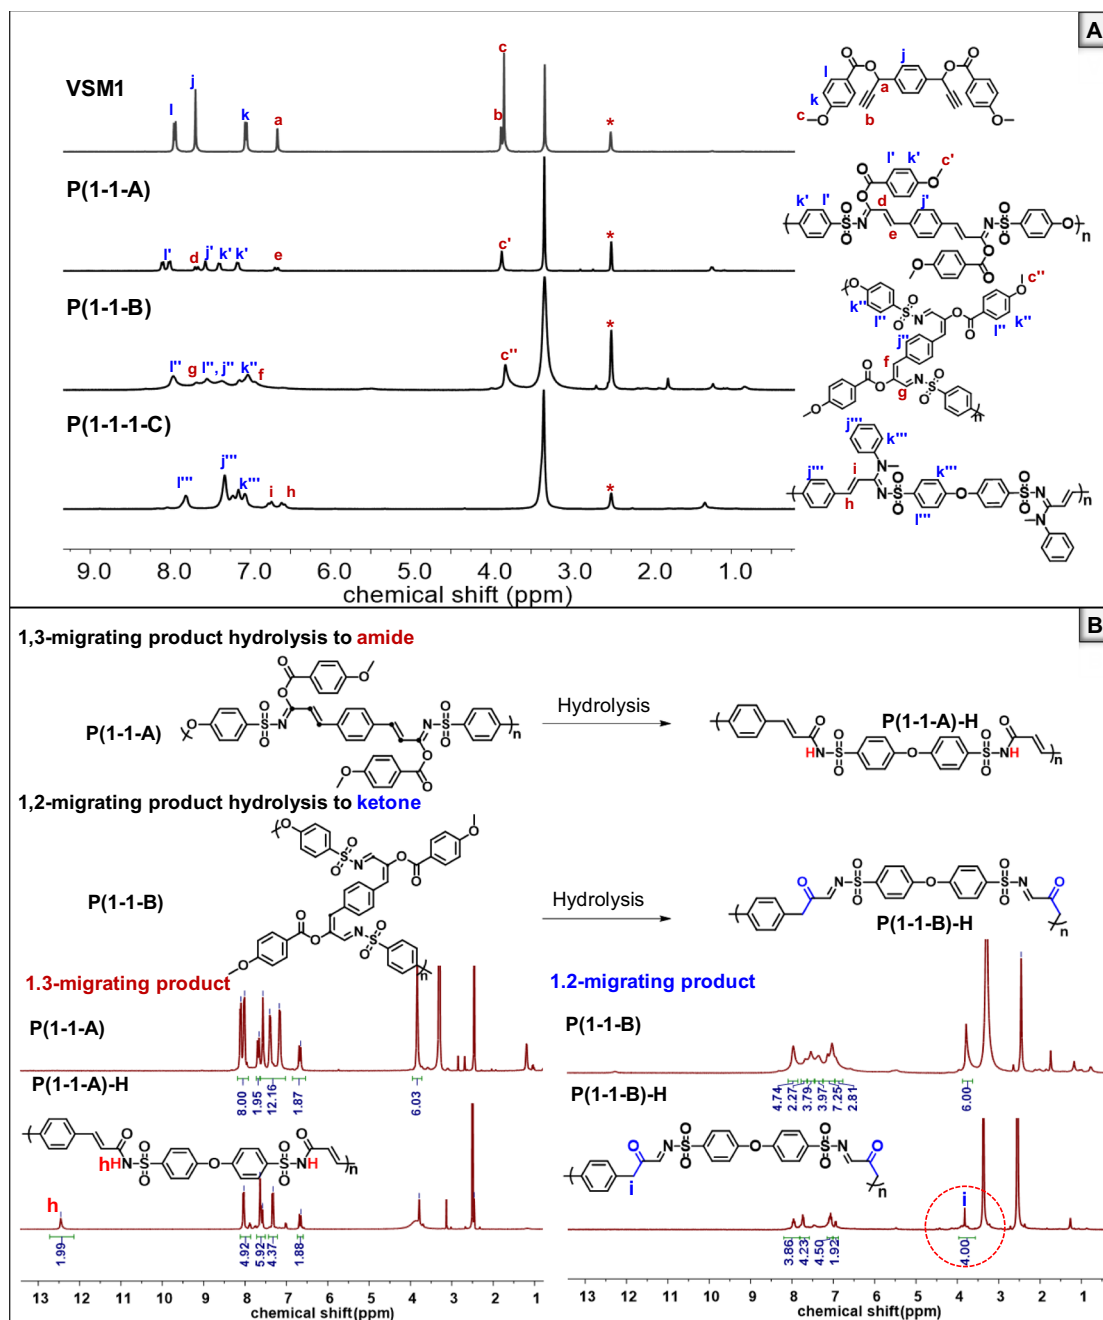 A
VSM1
l
j
k
a
b
c
*
O
O
j
O
O
l
k
a
c
O
b
O
P(1-1-A)
l'
d
j'
k'
k'
e
c'
*
l'
k'
c'
O
O
O
k'
l'
d
j'
O
S
O
N
e
N
O
S
O
O
n
O
O
O
P(1-1-B)
l''
g
l'', j''
k''
f
c''
*
O
O
S
O
N
O
O
O
c''
k''
l''
l''
k''
j''
f
g
O
O
O
N
O
S
O
n
P(1-1-1-C)
l'''
j'''
k'''
i
h
*
j'''
k'''
j'''
i
N
h
N
O
S
O
k'''
O
l'''
O
S
O
N
N
n
9.0 8.0 7.0 6.0 5.0 4.0 3.0 2.0 1.0
chemical shift (ppm)
B
1,3-migrating product hydrolysis to amide
P(1-1-A)
O
O
S
O
N
O
O
O
N
O
S
O
n
O
O
O
Hydrolysis
P(1-1-A)-H
O
N
H
O
S
O
O
O
S
O
N
H
O
n
1,2-migrating product hydrolysis to ketone
P(1-1-B)
O
O
S
O
N
O
O
O
O
O
O
N
O
S
O
n
Hydrolysis
O
N
O
S
O
O
O
S
O
N
O
n
P(1-1-B)-H
1.3-migrating product
P(1-1-A)
8.00
1.95
12.16
1.87
6.03
P(1-1-A)-H
O
hHN
O
S
O
O
O
S
O
NH
O
n
h
1.99
4.92
5.92
4.37
1.88
13 12 11 10 9 8 7 6 5 4 3 2 1
chemical shift(ppm)
1.2-migrating product
P(1-1-B)
4.74
2.27
3.79
3.97
7.25
2.81
6.00
P(1-1-B)-H
O
N
O
S
O
O
O
S
O
N
O
n
i
i
3.86
4.23
4.50
1.92
4.00
13 12 11 10 9 8 7 6 5 4 3 2 1
chemical shift(ppm)